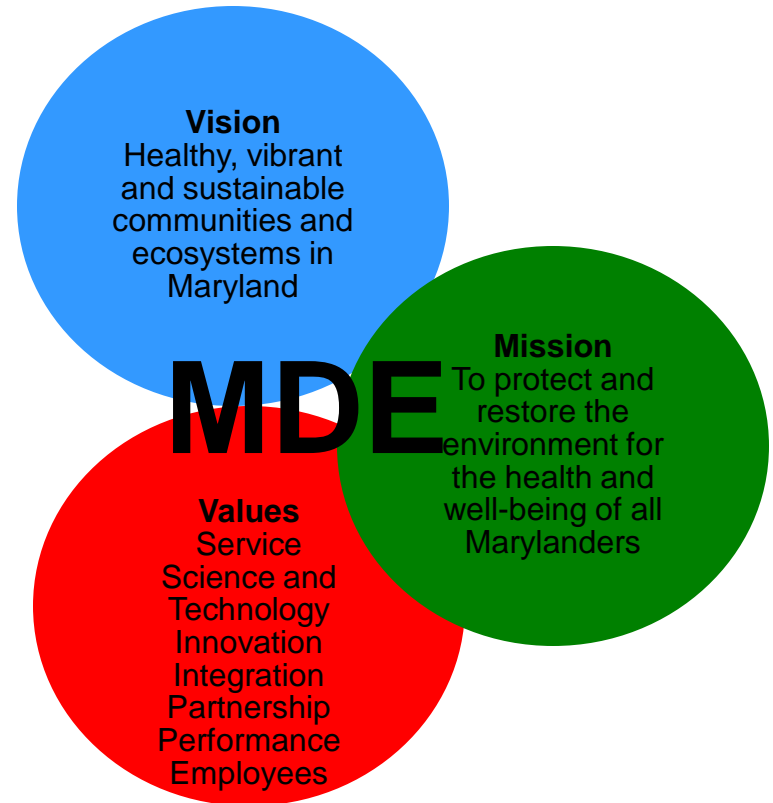 Vision
Healthy, vibrant
and sustainable
communities and
ecosystems in
Maryland
MDE
Mission
To protect and
restore the
environment for
the health and
well-being of all
Marylanders
Values
Service
Science and
Technology
Innovation
Integration
Partnership
Performance
Employees